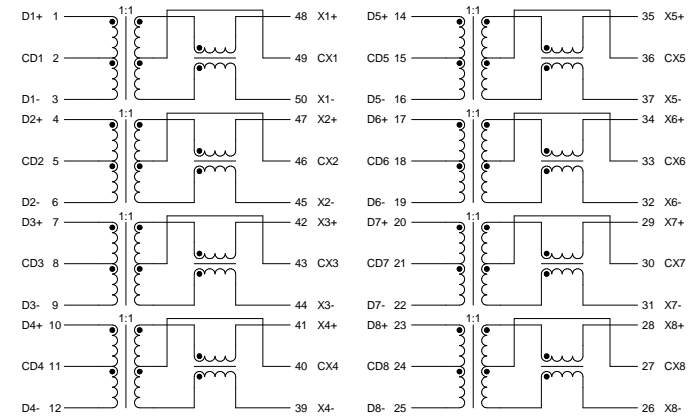 D1+ 1 1:1 48 X1+
CD1 2 49 CX1
D1- 3 50 X1-
D2+ 4 1:1 47 X2+
CD2 5 46 CX2
D2- 6 45 X2-
D3+ 7 1:1 42 X3+
CD3 8 43 CX3
D3- 9 44 X3-
D4+ 10 1:1 41 X4+
CD4 11 40 CX4
D4- 12 39 X4-
D5+ 14 1:1 35 X5+
CD5 15 36 CX5
D5- 16 37 X5-
D6+ 17 1:1 34 X6+
CD6 18 33 CX6
D6- 19 32 X6-
D7+ 20 1:1 29 X7+
CD7 21 30 CX7
D7- 22 31 X7-
D8+ 23 1:1 28 X8+
CD8 24 27 CX8
D8- 25 26 X8-